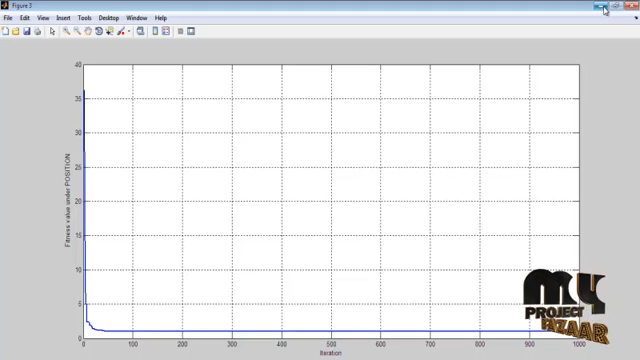 Figure 3
File Edit View Insert Tools Desktop Window Help
40
35
30
25
20
15
10
5
0
Fitness value under POSITION
0 100 200 300 400 500 600 700 800 900 1000
Iteration
MY
PROJECT
FAZAAR